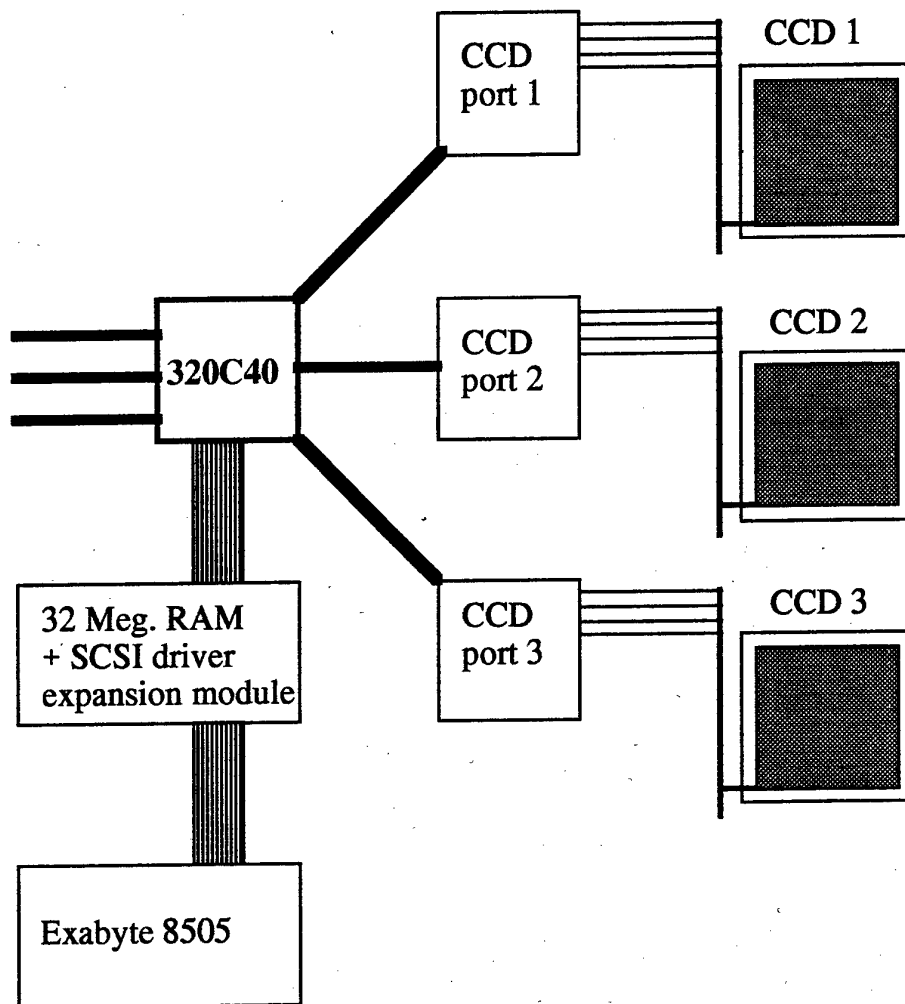 CCD
port 1
CCD 1
320C40
CCD
port 2
CCD 2
CCD
port 3
CCD 3
32 Meg. RAM
+ SCSI driver
expansion module
Exabyte 8505